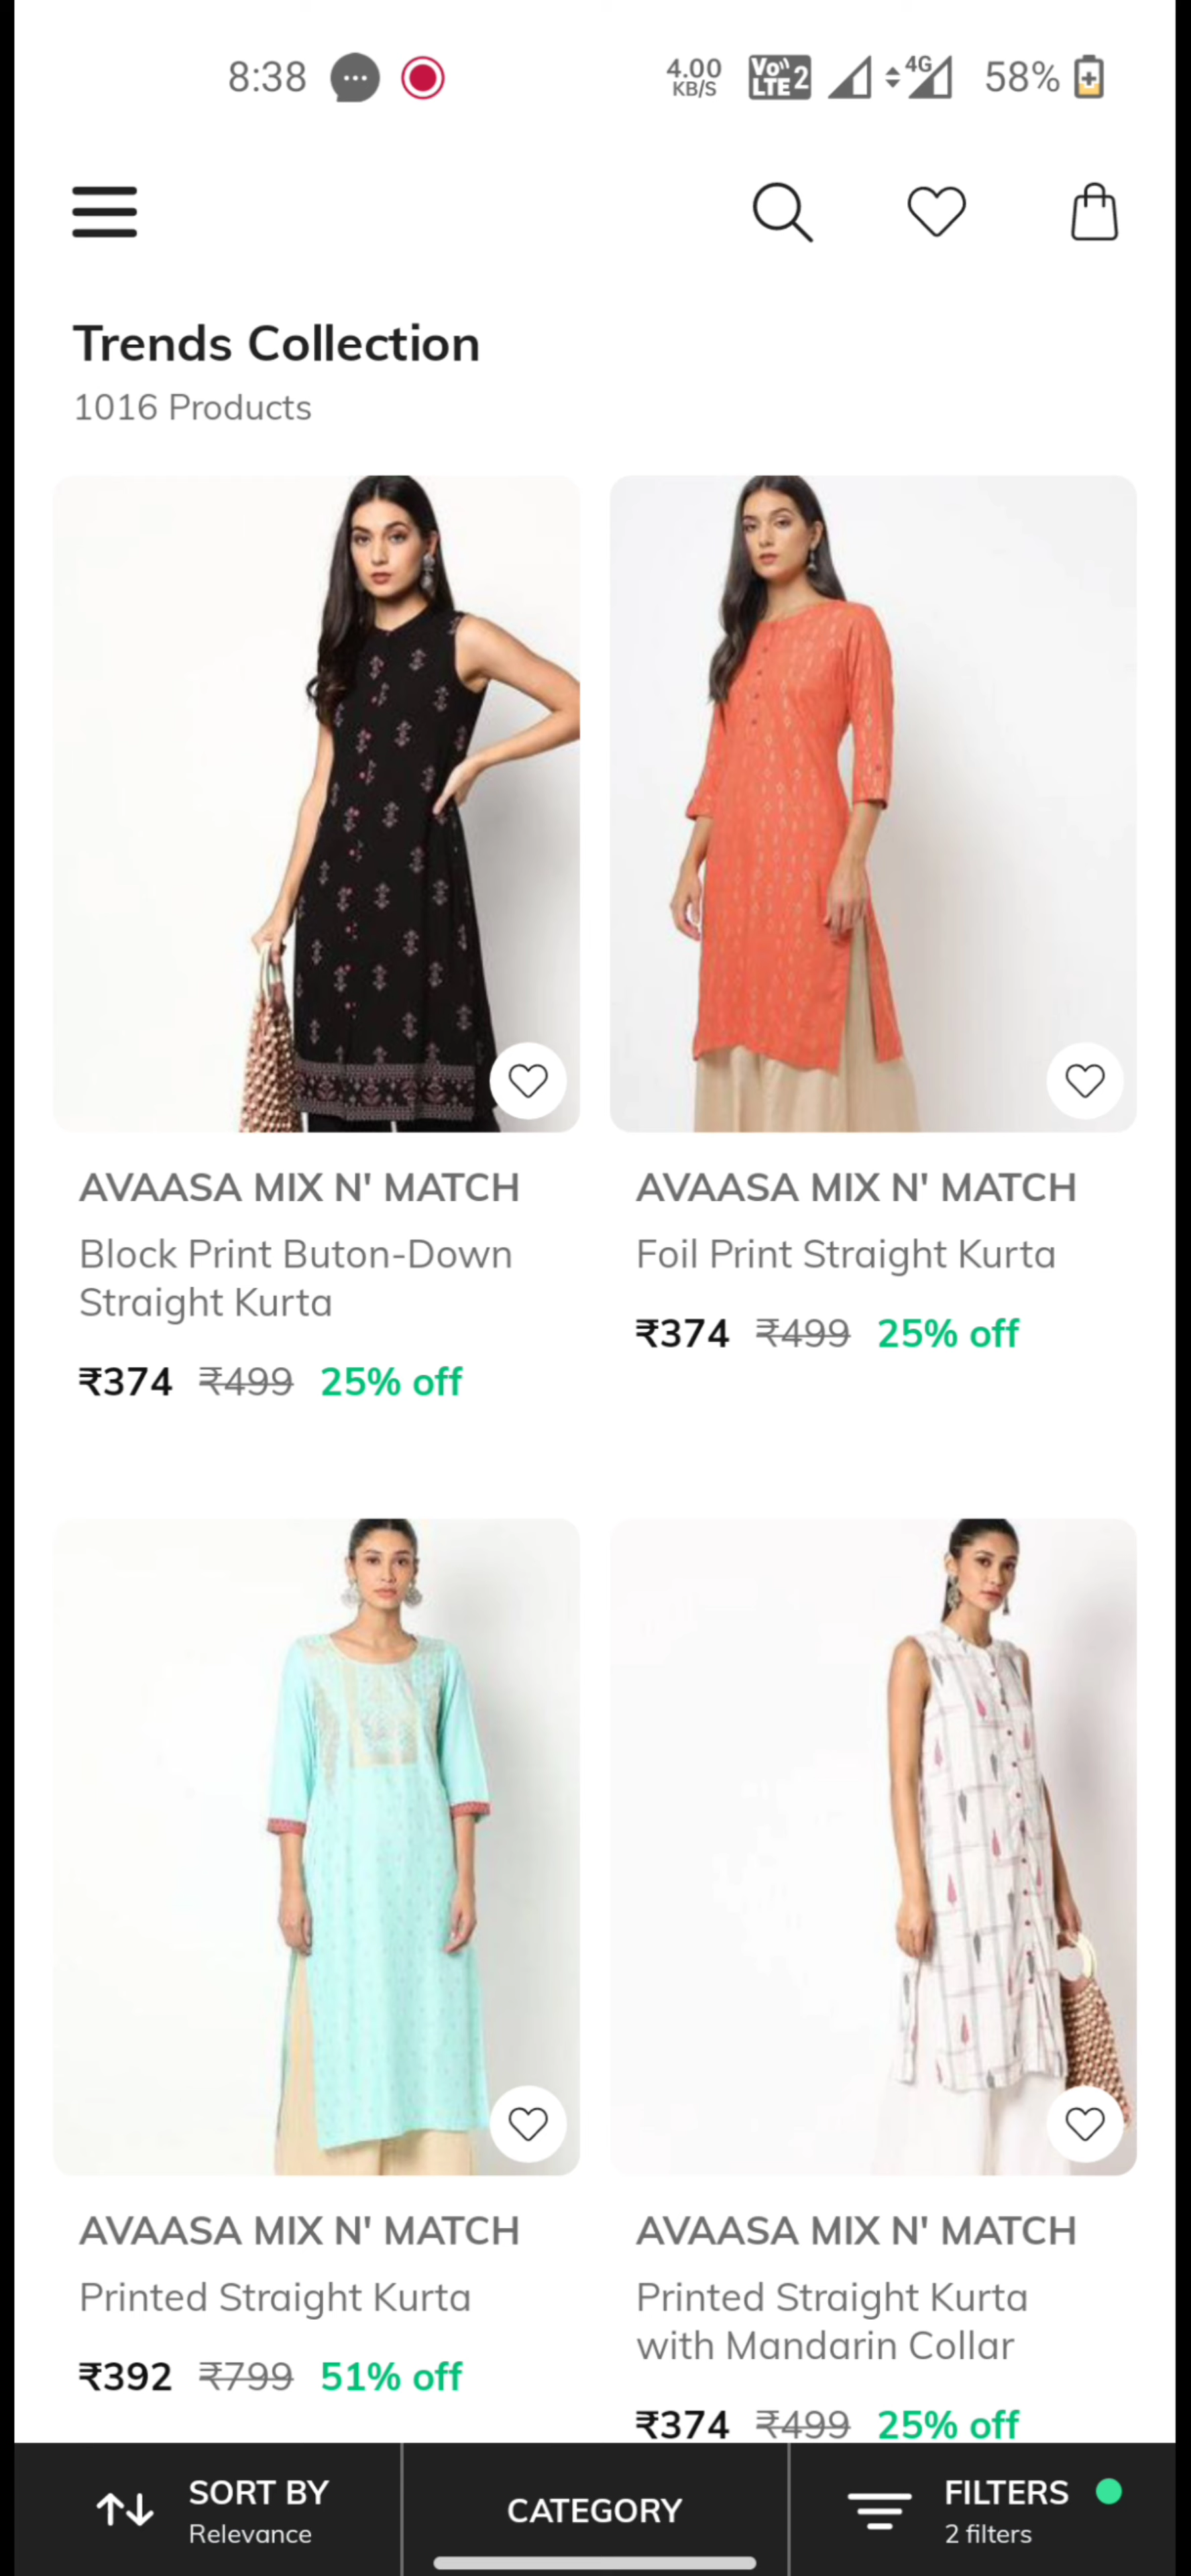 8:38
4.00 KB/S
Vo)) LTE 2
4G
58%
Trends Collection
1016 Products
AVAASA MIX N' MATCH
Block Print Buton-Down
Straight Kurta
₹374 ₹499 25% off
AVAASA MIX N' MATCH
Foil Print Straight Kurta
₹374 ₹499 25% off
AVAASA MIX N' MATCH
Printed Straight Kurta
₹392 ₹799 51% off
AVAASA MIX N' MATCH
Printed Straight Kurta
with Mandarin Collar
₹374 ₹499 25% off
SORT BY
Relevance
CATEGORY
FILTERS
2 filters